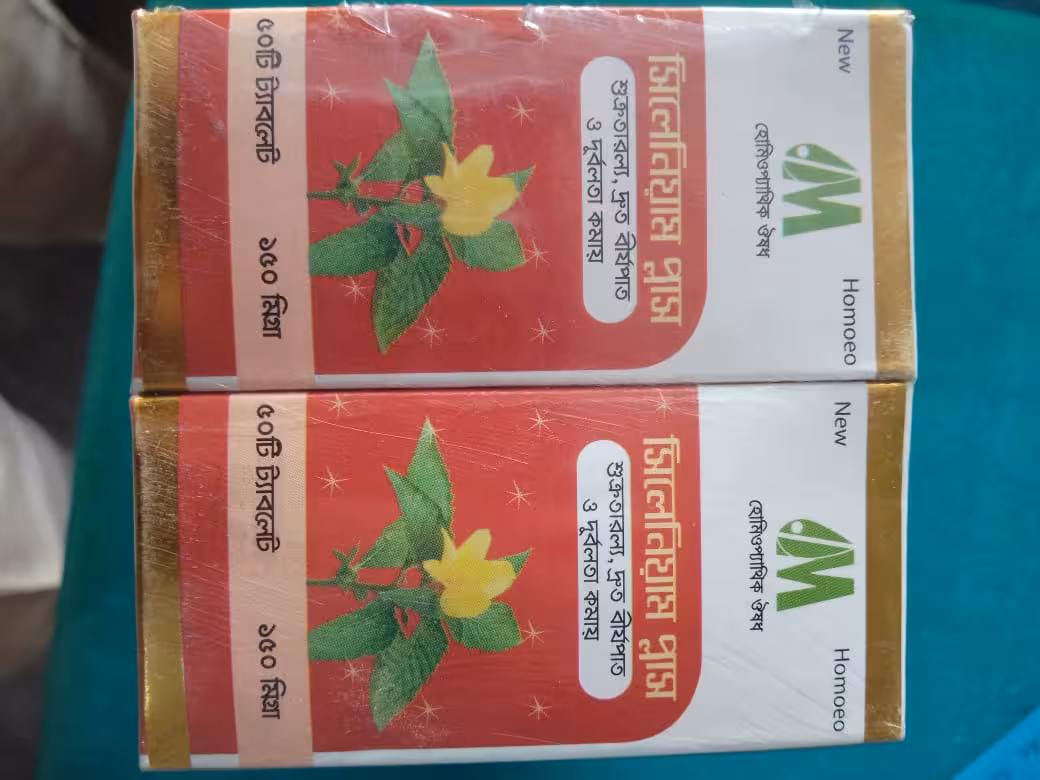 New
Homoeo
হোমিওপ্যাথিক ঔষধ
সিলেনিয়াম প্লাস
শুক্রতারল্য, দ্রুত বীর্যপাত
ও দূর্বলতা কমায়
৫০টি ট্যাবলেট
১৫০ মিগ্রা
New
Homoeo
হোমিওপ্যাথিক ঔষধ
সিলেনিয়াম প্লাস
শুক্রতারল্য, দ্রুত বীর্যপাত
ও দূর্বলতা কমায়
৫০টি ট্যাবলেট
১৫০ মিগ্রা